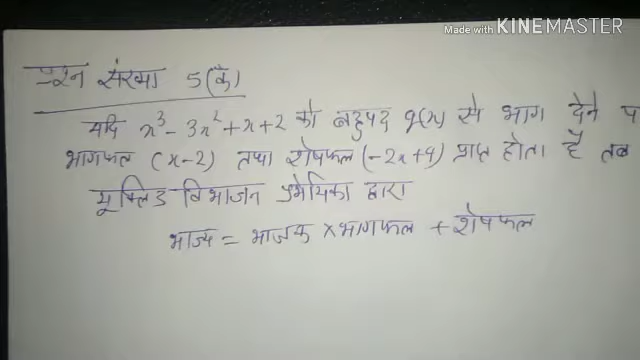 Made with KINEMASTER
प्रश्न संख्या 5(क)
यदि x³ - 3x² + x + 2 को बहुपद g(x) से भाग देने प
भागफल (x-2) तथा शेषफल (-2x+4) प्राप्त होता है तब
यूक्लिड विभाजन प्रमेयिका द्वारा
भाज्य = भाजक × भागफल + शेषफल